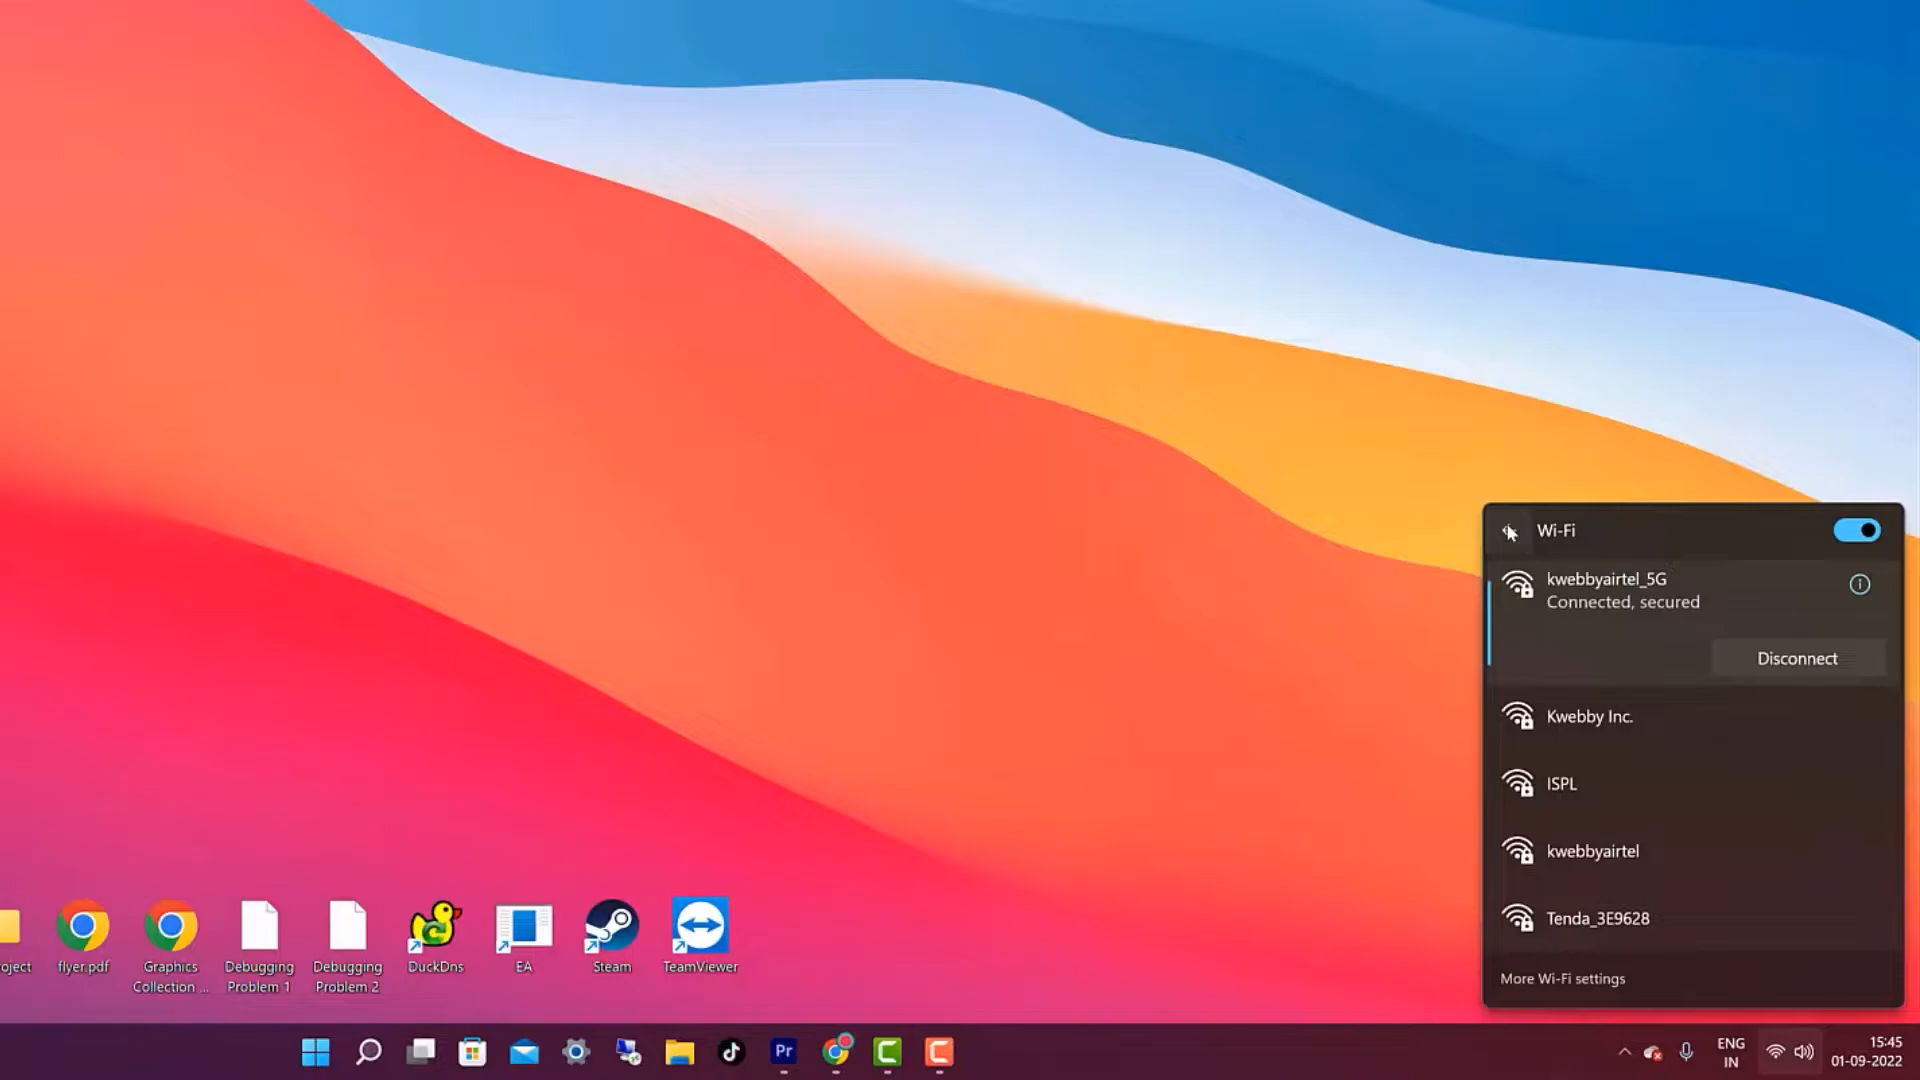 Wi-Fi
kwebbyairtel_5G
Connected, secured
Disconnect
Kwebby Inc.
ISPL
kwebbyairtel
Tenda_3E9628
More Wi-Fi settings
oject
flyer.pdf
Graphics
Collection ...
Debugging
Problem 1
Debugging
Problem 2
DuckDns
EA
Steam
TeamViewer
Pr
ENG
IN
15:45
01-09-2022